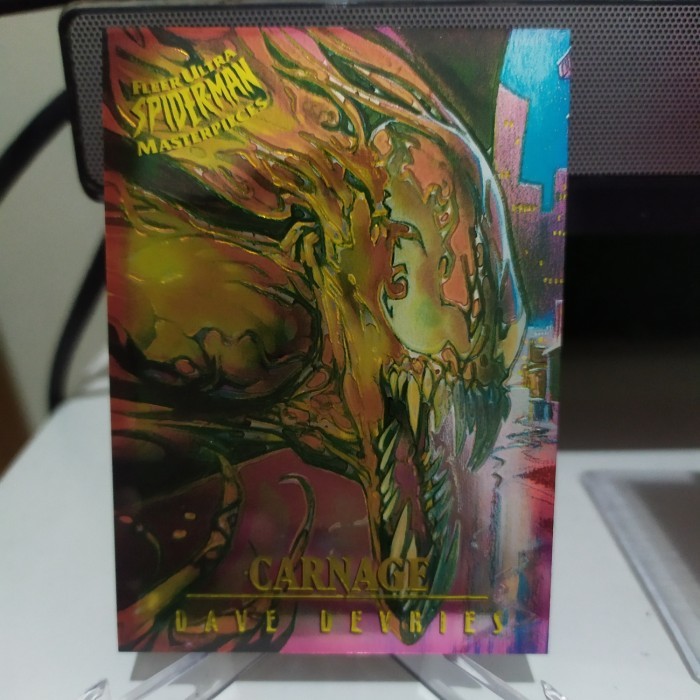 FLEER ULTRA
SPIDER-MAN
MASTERPIECES
CARNAGE
DAVE DEVRIES